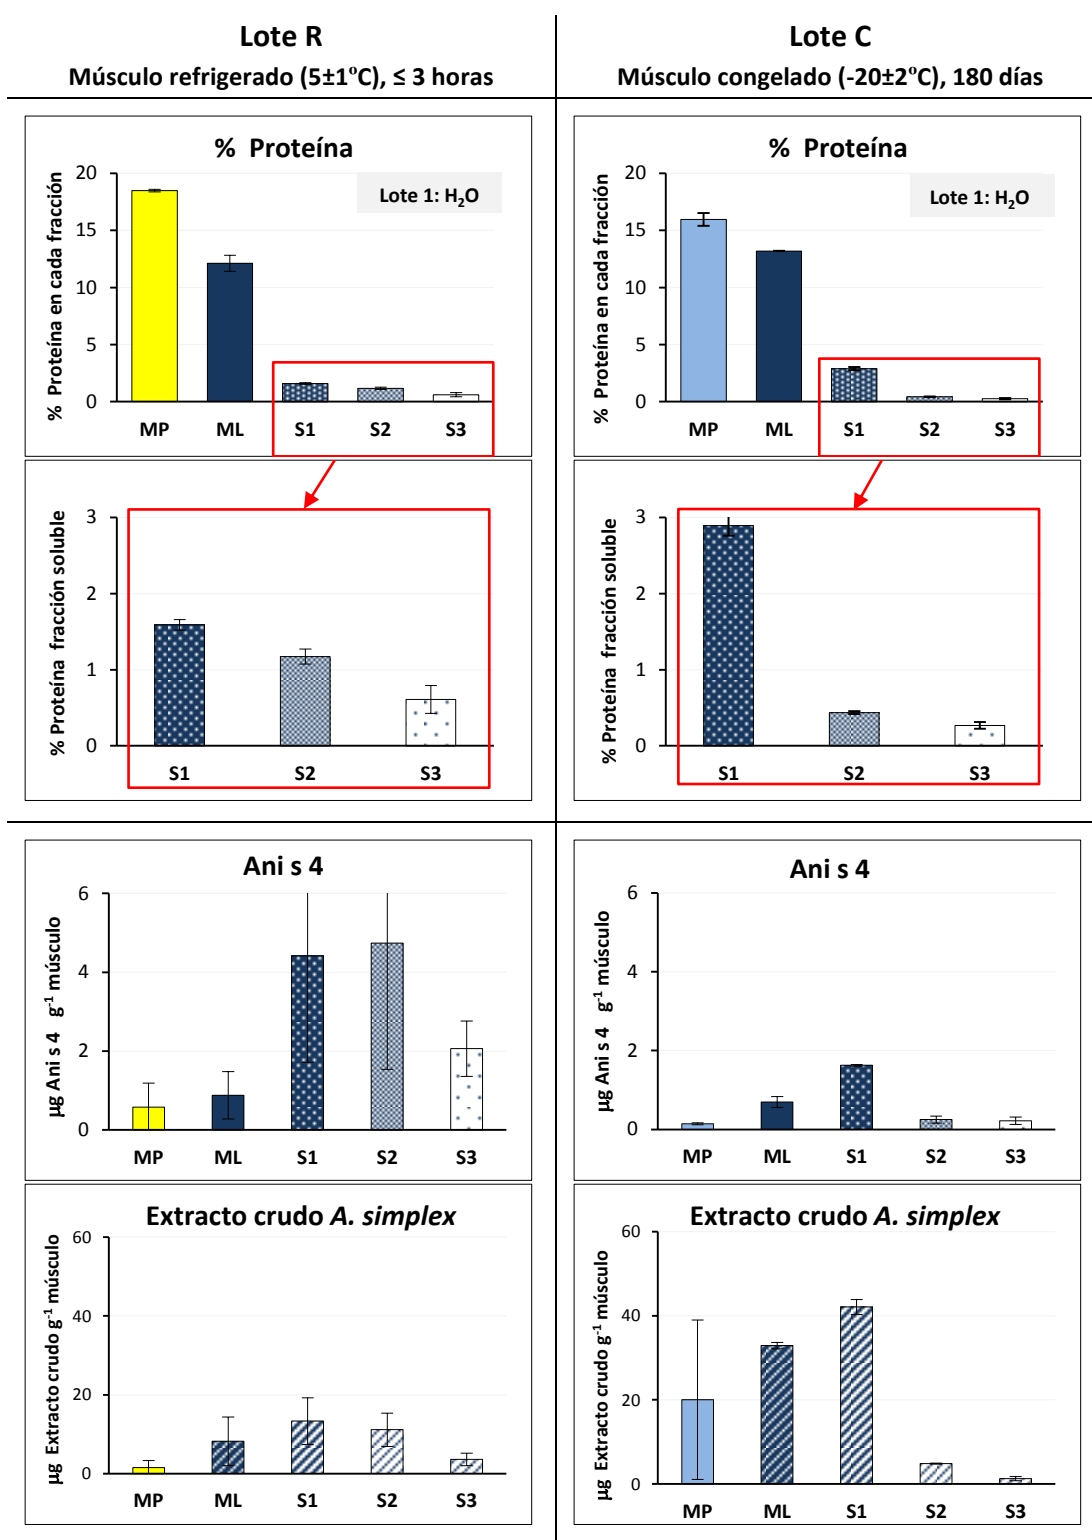 Lote R
Músculo refrigerado (5±1ºC), ≤ 3 horas
Lote C
Músculo congelado (-20±2ºC), 180 días
% Proteína
Lote 1: H₂O
% Proteína en cada fracción
20
15
10
5
0
MP ML S1 S2 S3
% Proteína
Lote 1: H₂O
% Proteína en cada fracción
20
15
10
5
0
MP ML S1 S2 S3
% Proteína fracción soluble
3
2
1
0
S1 S2 S3
% Proteína fracción soluble
3
2
1
0
S1 S2 S3
Ani s 4
µg Ani s 4 g⁻¹ músculo
6
4
2
0
MP ML S1 S2 S3
Ani s 4
µg Ani s 4 g⁻¹ músculo
6
4
2
0
MP ML S1 S2 S3
Extracto crudo A. simplex
µg Extracto crudo g⁻¹ músculo
60
40
20
0
MP ML S1 S2 S3
Extracto crudo A. simplex
µg Extracto crudo g⁻¹ músculo
60
40
20
0
MP ML S1 S2 S3